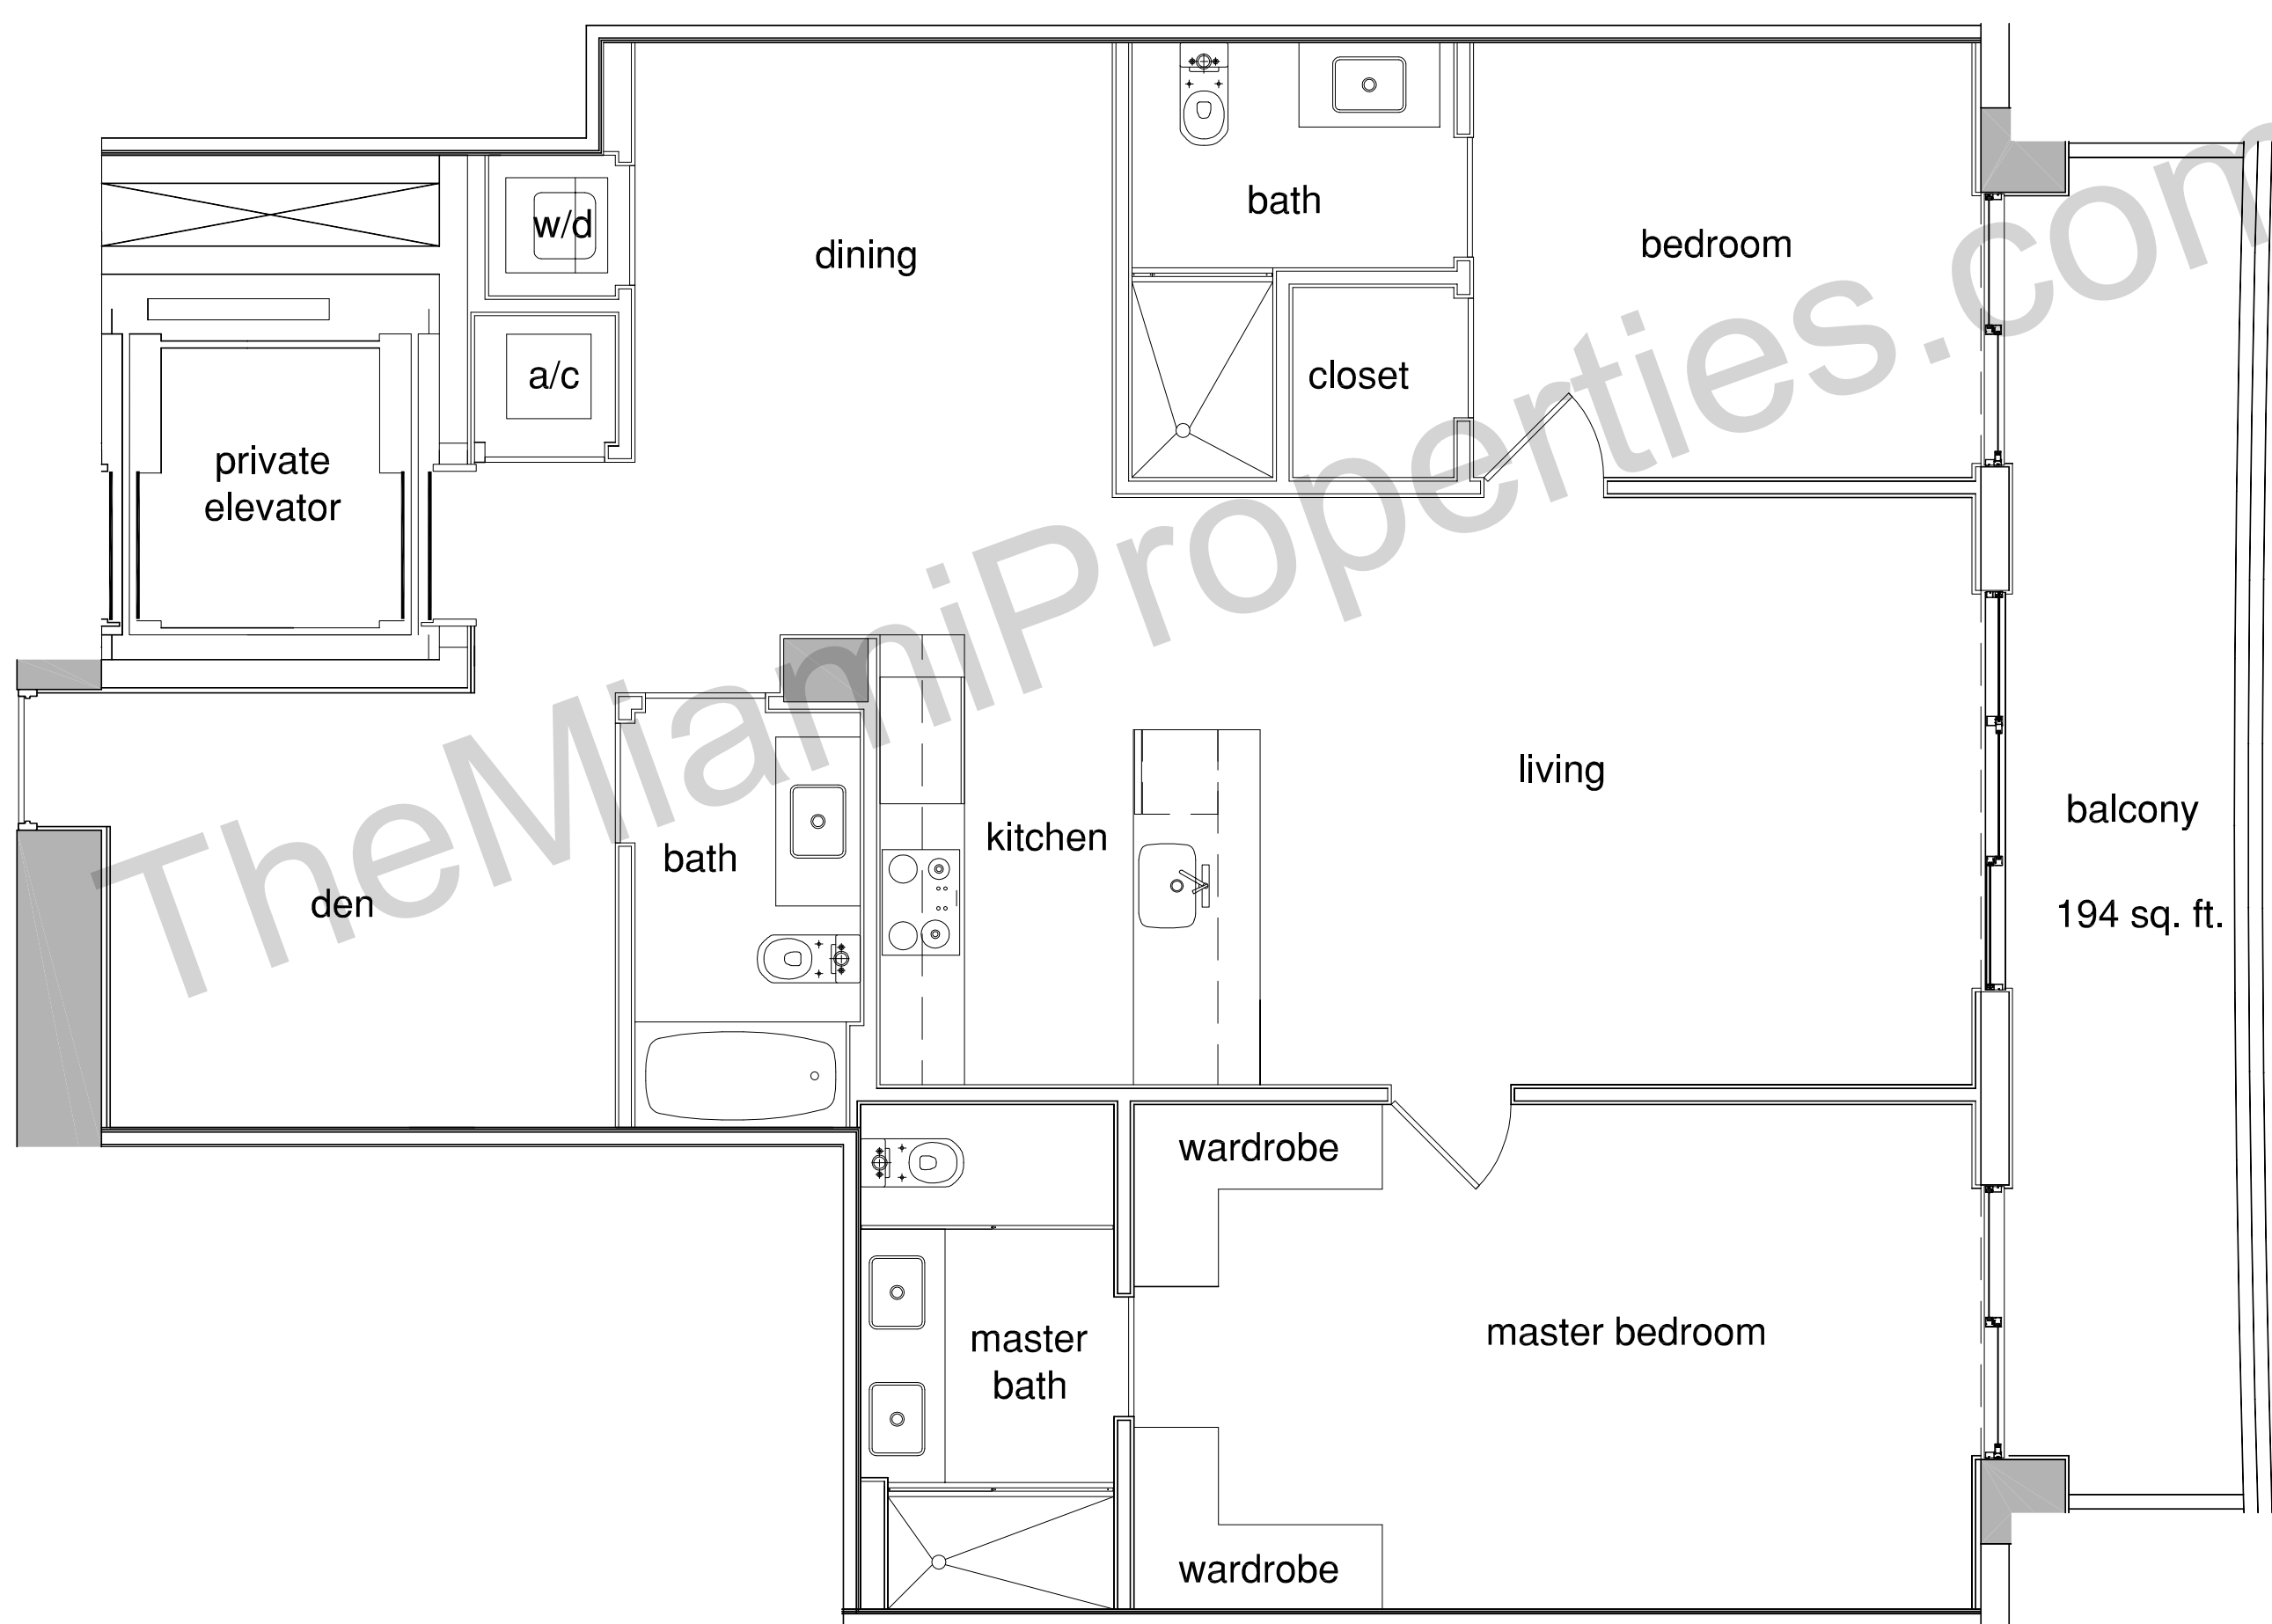 bath
w/d
dining
bedroom
a/c
closet
private
elevator
living
balcony
kitchen
bath
den
194 sq. ft.
wardrobe
master bedroom
master
bath
wardrobe
TheMiamiProperties.com